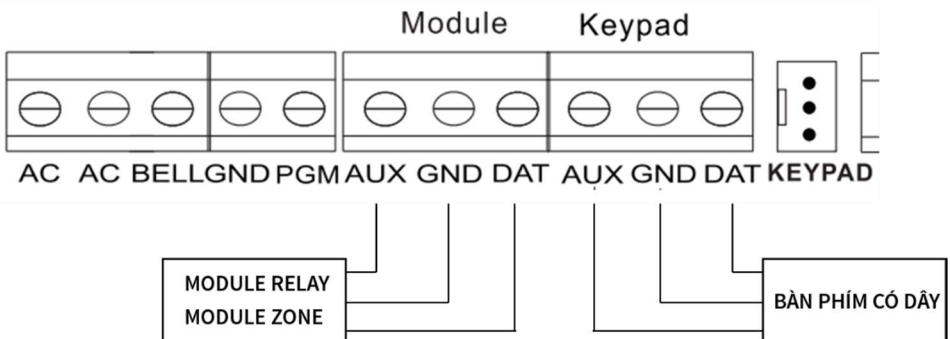 Module Keypad
AC AC BELL GND PGM AUX GND DAT AUX GND DAT KEYPAD
MODULE RELAY
MODULE ZONE
BÀN PHÍM CÓ DÂY